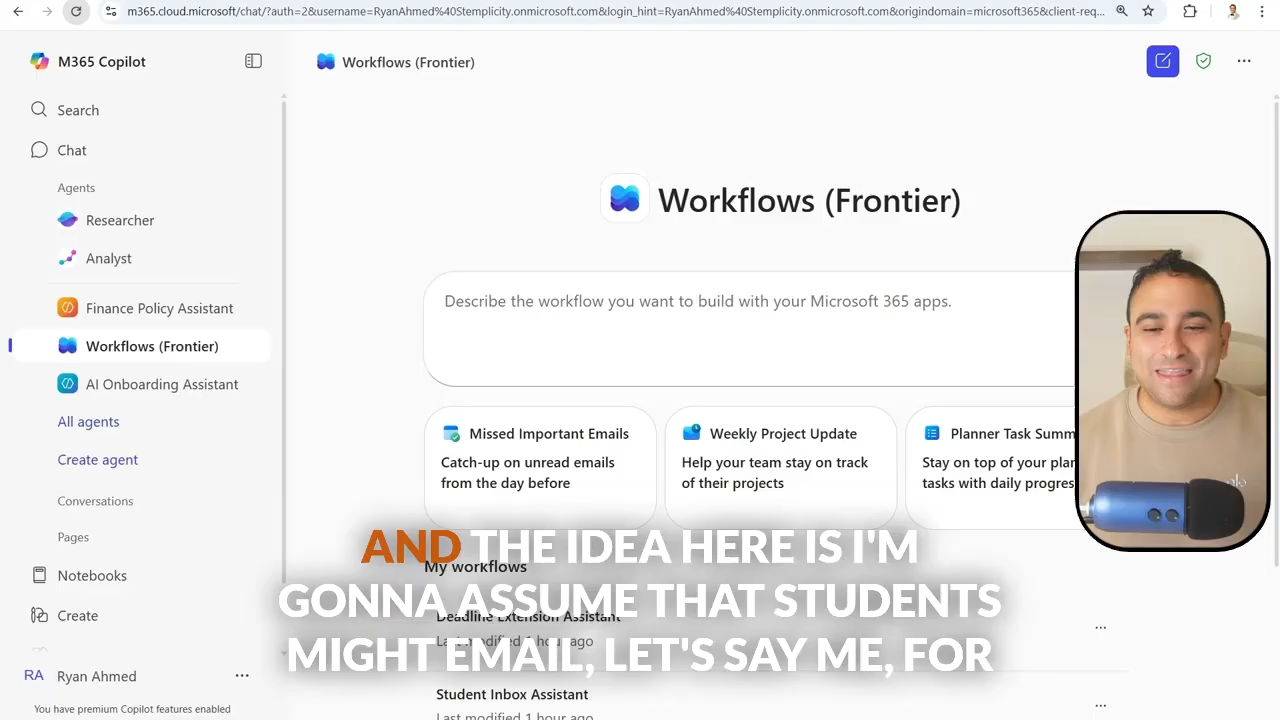 m365.cloud.microsoft/chat/?auth=2&username=RyanAhmed%40Stemplicity.onmicrosoft.com&login_hint=RyanAhmed%40Stemplicity.onmicrosoft.com&origindomain=microsoft365&client-req...
M365 Copilot
Workflows (Frontier)
Search
Chat
Agents
Researcher
Analyst
Finance Policy Assistant
Workflows (Frontier)
AI Onboarding Assistant
All agents
Create agent
Conversations
Pages
Notebooks
Create
RA Ryan Ahmed
You have premium Copilot features enabled
Workflows (Frontier)
Describe the workflow you want to build with your Microsoft 365 apps.
Missed Important Emails
Catch-up on unread emails
from the day before
Weekly Project Update
Help your team stay on track
of their projects
Planner Task Summ
Stay on top of your plan
tasks with daily progres
My workflows
Deadline Extension Assistant
Last modified 1 hour ago
Student Inbox Assistant
Last modified 1 hour ago
AND THE IDEA HERE IS I'M
GONNA ASSUME THAT STUDENTS
MIGHT EMAIL, LET'S SAY ME, FOR